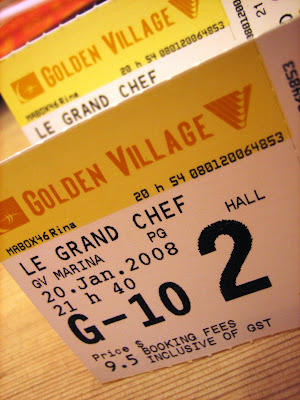 GOLDEN VILLAGE
20 h 54 080120064853
MABOX46Rina
LE GRAND CHEF
GOLDEN VILLAGE
20 h 54 080120064853
MABOX46Rina
LE GRAND CHEF
GV MARINA PG
20.Jan.2008
21 h 40
HALL
G-10 2
Price $ BOOKING FEES
9.5 INCLUSIVE OF GST